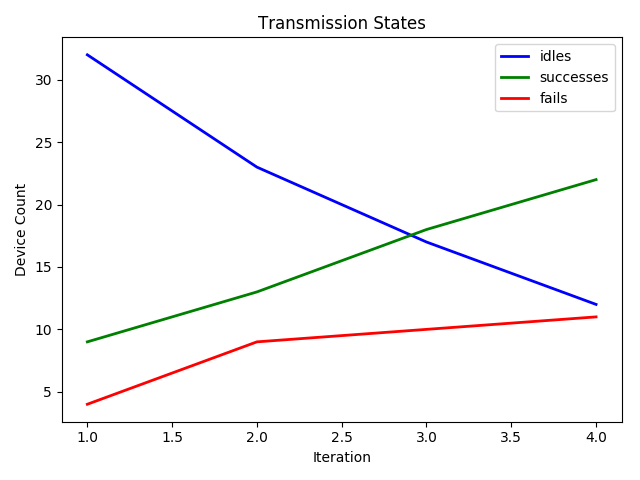 Transmission States
idles
successes
fails
Device Count
30
25
20
15
10
5
1.0 1.5 2.0 2.5 3.0 3.5 4.0
Iteration